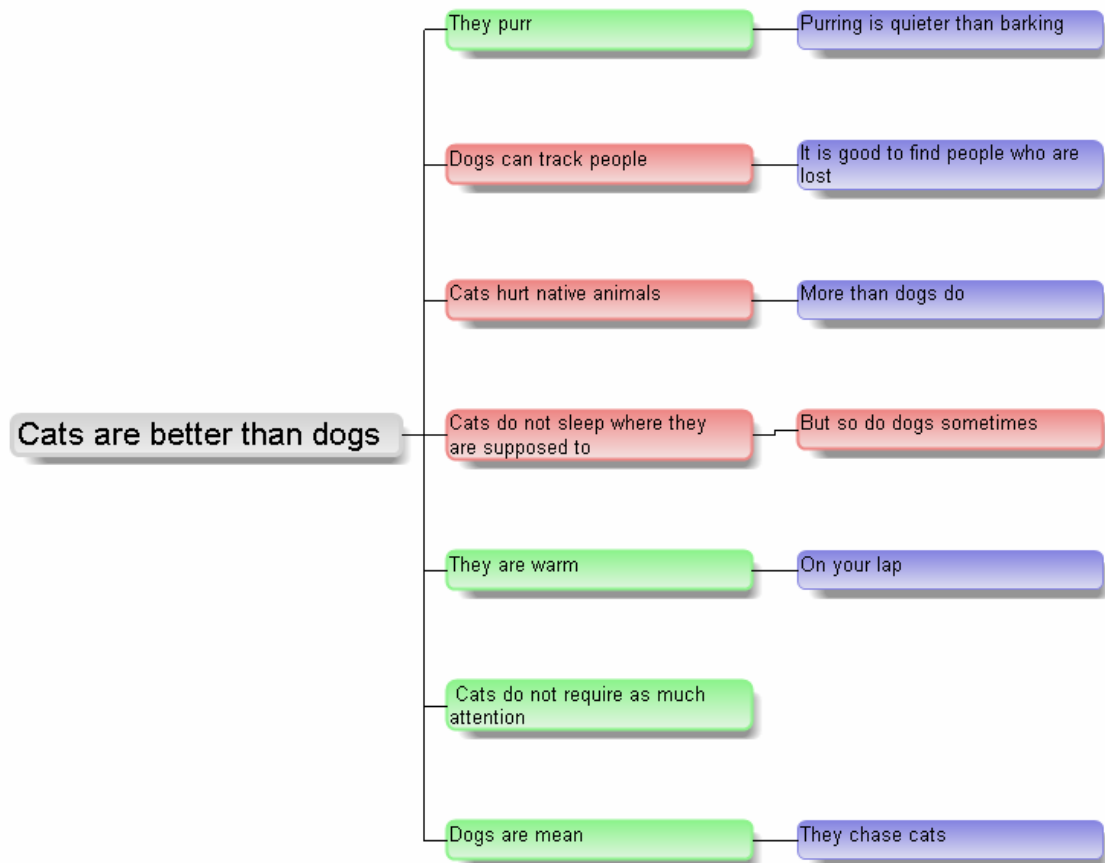 They purr
Purring is quieter than barking
Dogs can track people
It is good to find people who are
lost
Cats hurt native animals
More than dogs do
Cats are better than dogs
Cats do not sleep where they
are supposed to
But so do dogs sometimes
They are warm
On your lap
Cats do not require as much
attention
Dogs are mean
They chase cats